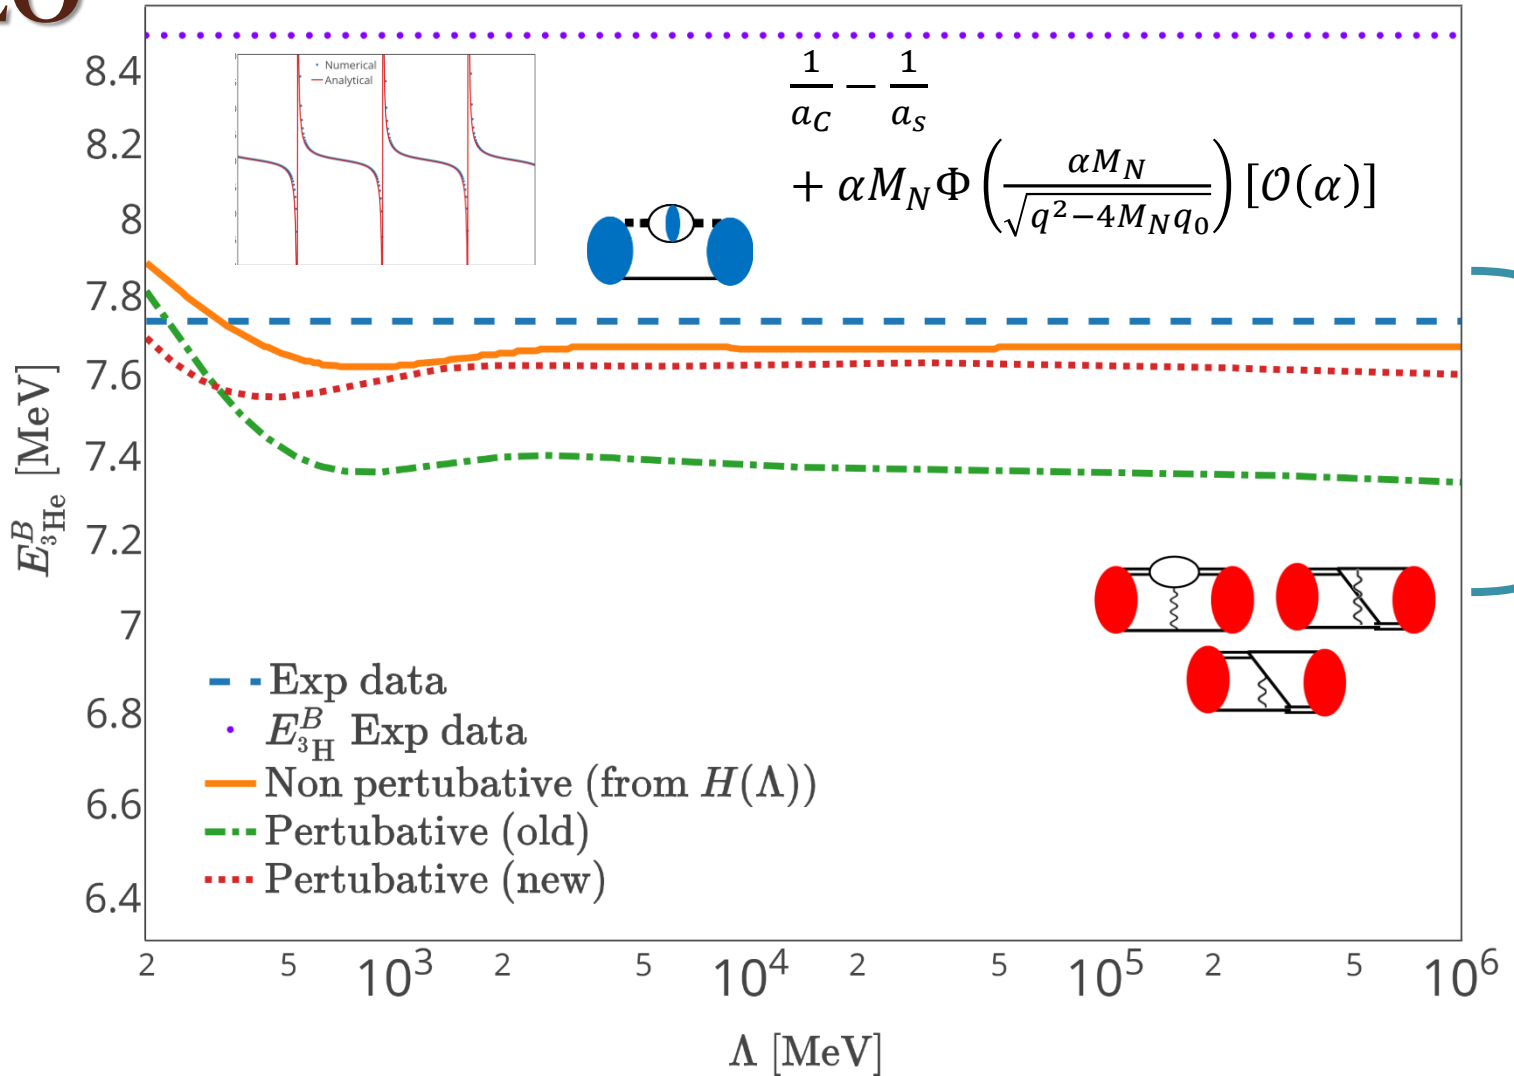 8.4
8.2
8
7.8
7.6
7.4
7.2
7
6.8
6.6
6.4
E^B_{³He} [MeV]
Numerical
Analytical
1/a_C − 1/a_s
+ αM_NΦ(αM_N/√(q²−4M_Nq₀)) [𝒪(α)]
Exp data
E^B_{³H} Exp data
Non pertubative (from H(Λ))
Pertubative (old)
Pertubative (new)
2 5 10³ 2 5 10⁴ 2 5 10⁵ 2 5 10⁶
Λ [MeV]